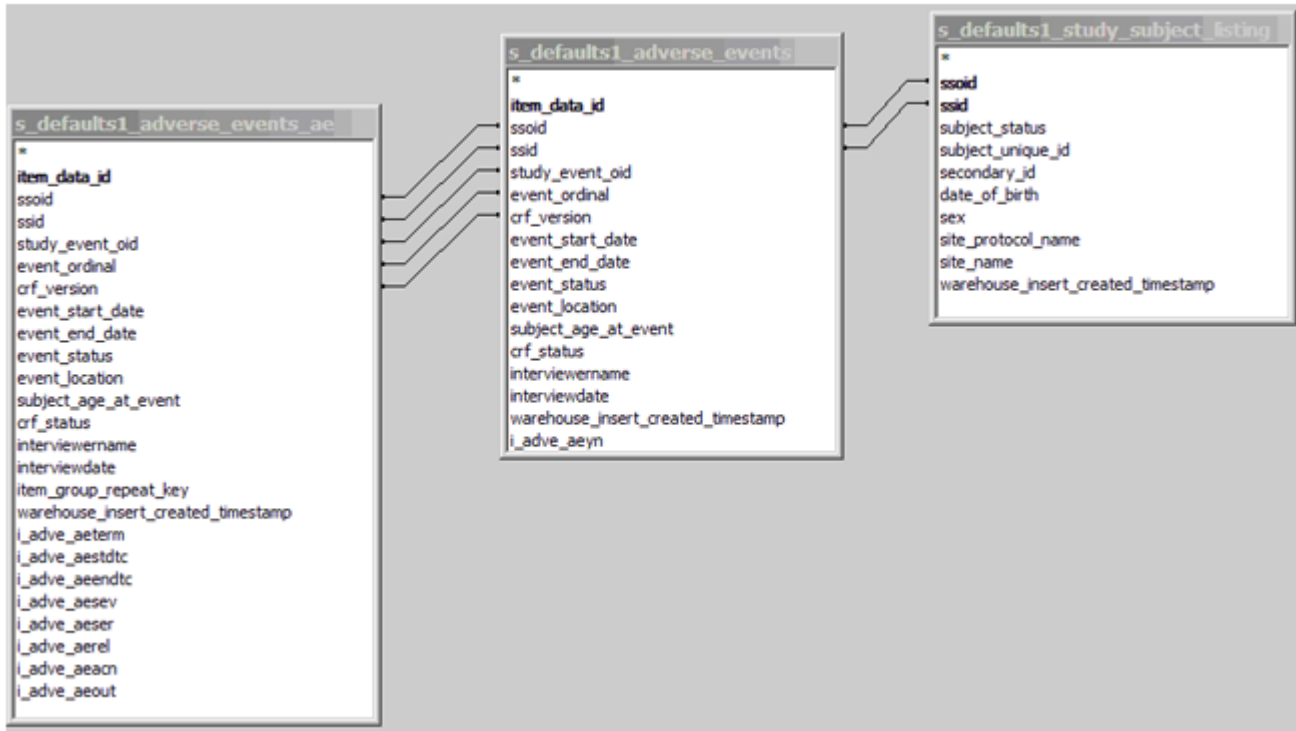 s_defaults1_adverse_events_ae
*
item_data_id
ssoid
ssid
study_event_oid
event_ordinal
crf_version
event_start_date
event_end_date
event_status
event_location
subject_age_at_event
crf_status
interviewername
interviewdate
item_group_repeat_key
warehouse_insert_created_timestamp
i_adve_aeterm
i_adve_aestdtc
i_adve_aeendtc
i_adve_aesev
i_adve_aeser
i_adve_aerel
i_adve_aeacn
i_adve_aeout
s_defaults1_adverse_events
*
item_data_id
ssoid
ssid
study_event_oid
event_ordinal
crf_version
event_start_date
event_end_date
event_status
event_location
subject_age_at_event
crf_status
interviewername
interviewdate
warehouse_insert_created_timestamp
i_adve_aeyn
s_defaults1_study_subject_listing
*
ssoid
ssid
subject_status
subject_unique_id
secondary_id
date_of_birth
sex
site_protocol_name
site_name
warehouse_insert_created_timestamp